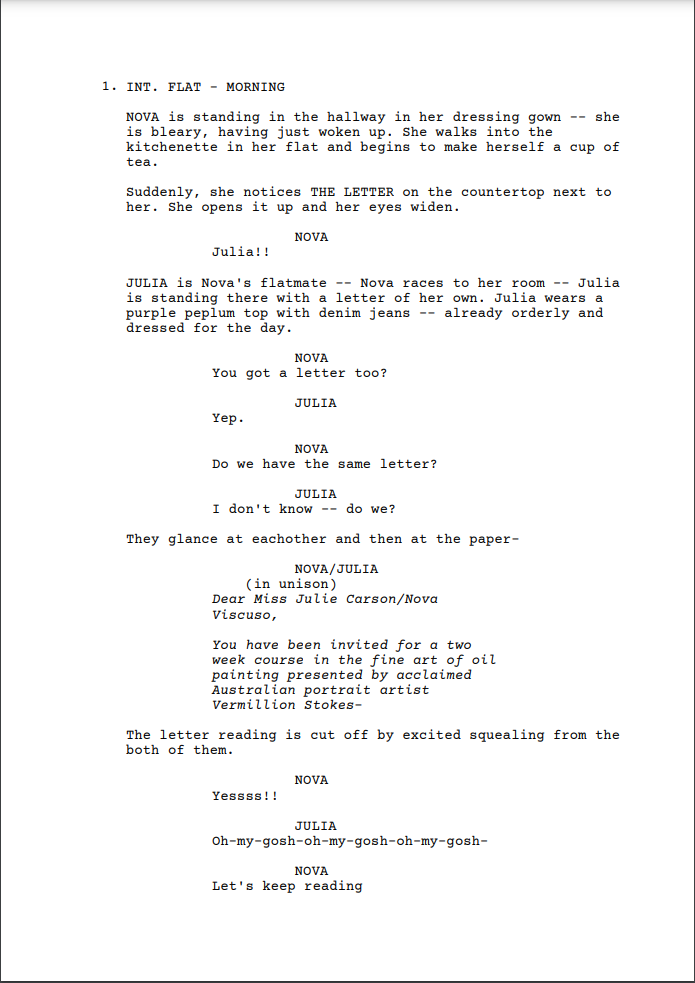 1. INT. FLAT - MORNING
NOVA is standing in the hallway in her dressing gown -- she
is bleary, having just woken up. She walks into the
kitchenette in her flat and begins to make herself a cup of
tea.
Suddenly, she notices THE LETTER on the countertop next to
her. She opens it up and her eyes widen.
NOVA
Julia!!
JULIA is Nova's flatmate -- Nova races to her room -- Julia
is standing there with a letter of her own. Julia wears a
purple peplum top with denim jeans -- already orderly and
dressed for the day.
NOVA
You got a letter too?
JULIA
Yep.
NOVA
Do we have the same letter?
JULIA
I don't know -- do we?
They glance at eachother and then at the paper-
NOVA/JULIA
(in unison)
Dear Miss Julie Carson/Nova
Viscuso,
You have been invited for a two
week course in the fine art of oil
painting presented by acclaimed
Australian portrait artist
Vermillion Stokes-
The letter reading is cut off by excited squealing from the
both of them.
NOVA
Yessss!!
JULIA
Oh-my-gosh-oh-my-gosh-oh-my-gosh-
NOVA
Let's keep reading